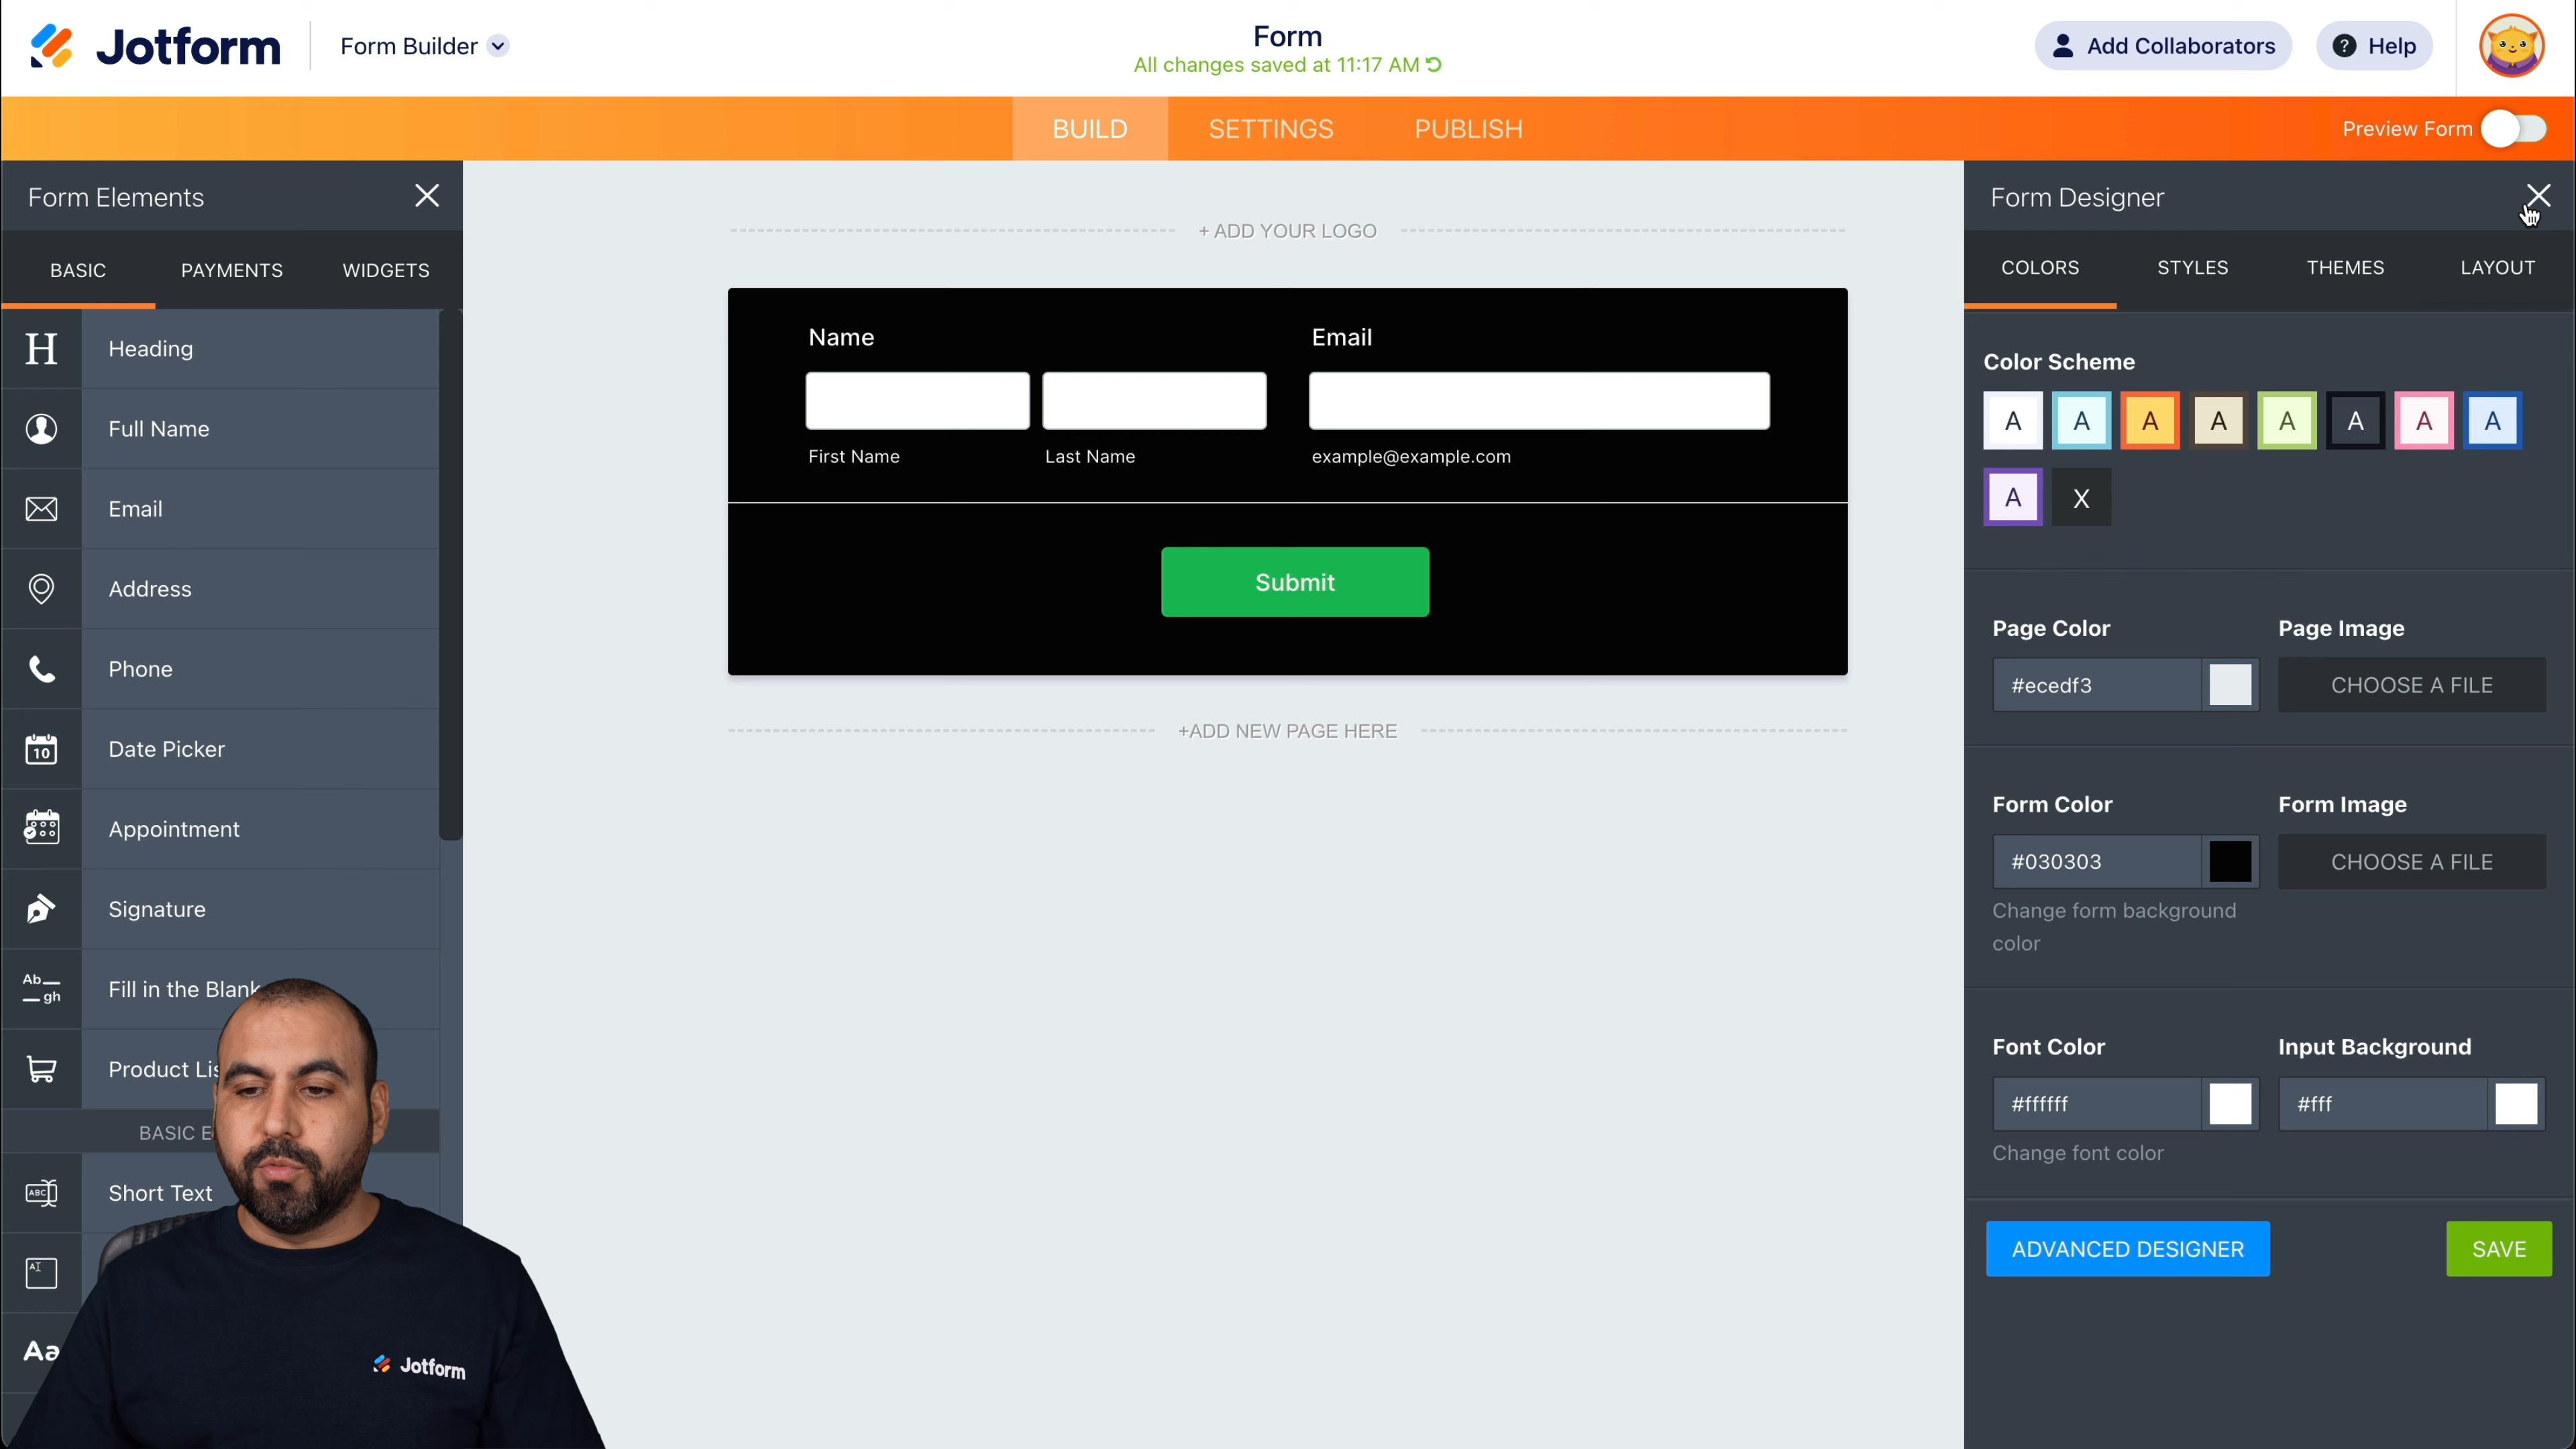 Jotform
Form Builder
Form
All changes saved at 11:17 AM
Add Collaborators
? Help
BUILD
SETTINGS
PUBLISH
Preview Form
Form Elements
BASIC
PAYMENTS
WIDGETS
H
Heading
Full Name
Email
Address
Phone
10
Date Picker
Appointment
Signature
Ab
gh
Fill in the Blank
Product Lis
BASIC E
ABC
Short Text
AI
Aa
Jotform
+ ADD YOUR LOGO
Name
Email
First Name
Last Name
example@example.com
Submit
+ADD NEW PAGE HERE
Form Designer
COLORS
STYLES
THEMES
LAYOUT
Color Scheme
A A A A A A A A
A X
Page Color
Page Image
#ecedf3
CHOOSE A FILE
Form Color
Form Image
#030303
CHOOSE A FILE
Change form background
color
Font Color
Input Background
#ffffff
#fff
Change font color
ADVANCED DESIGNER
SAVE